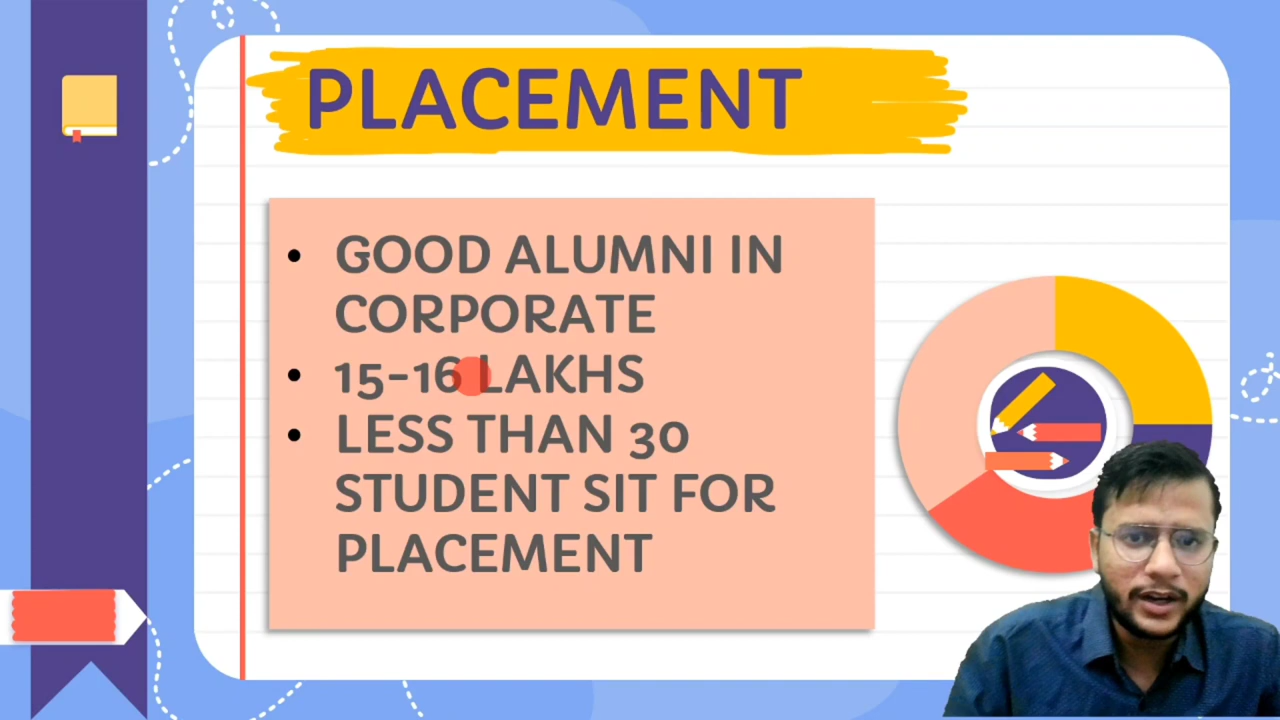 PLACEMENT
• GOOD ALUMNI IN
CORPORATE
• 15-16 LAKHS
• LESS THAN 30
STUDENT SIT FOR
PLACEMENT